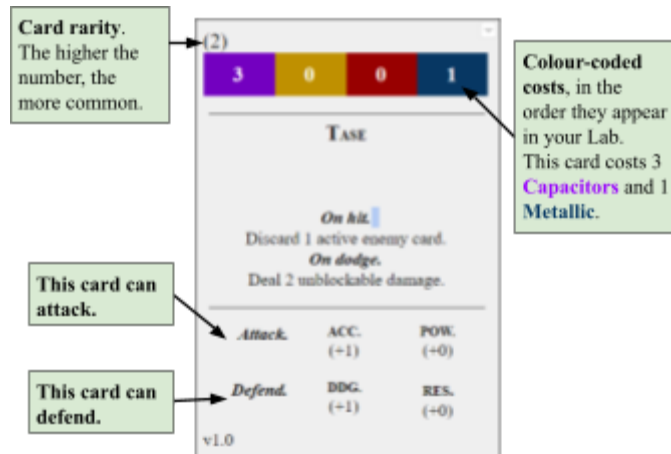 Card rarity.
The higher the
number, the
more common.
(2)
3 0 0 1
Colour-coded
costs, in the
order they appear
in your Lab.
This card costs 3
Capacitors and 1
Metallic.
TASE
On hit.
Discard 1 active enemy card.
On dodge.
Deal 2 unblockable damage.
This card can
attack.
Attack. ACC. POW.
(+1) (+0)
This card can
defend.
Defend. DDG. RES.
(+1) (+0)
v1.0